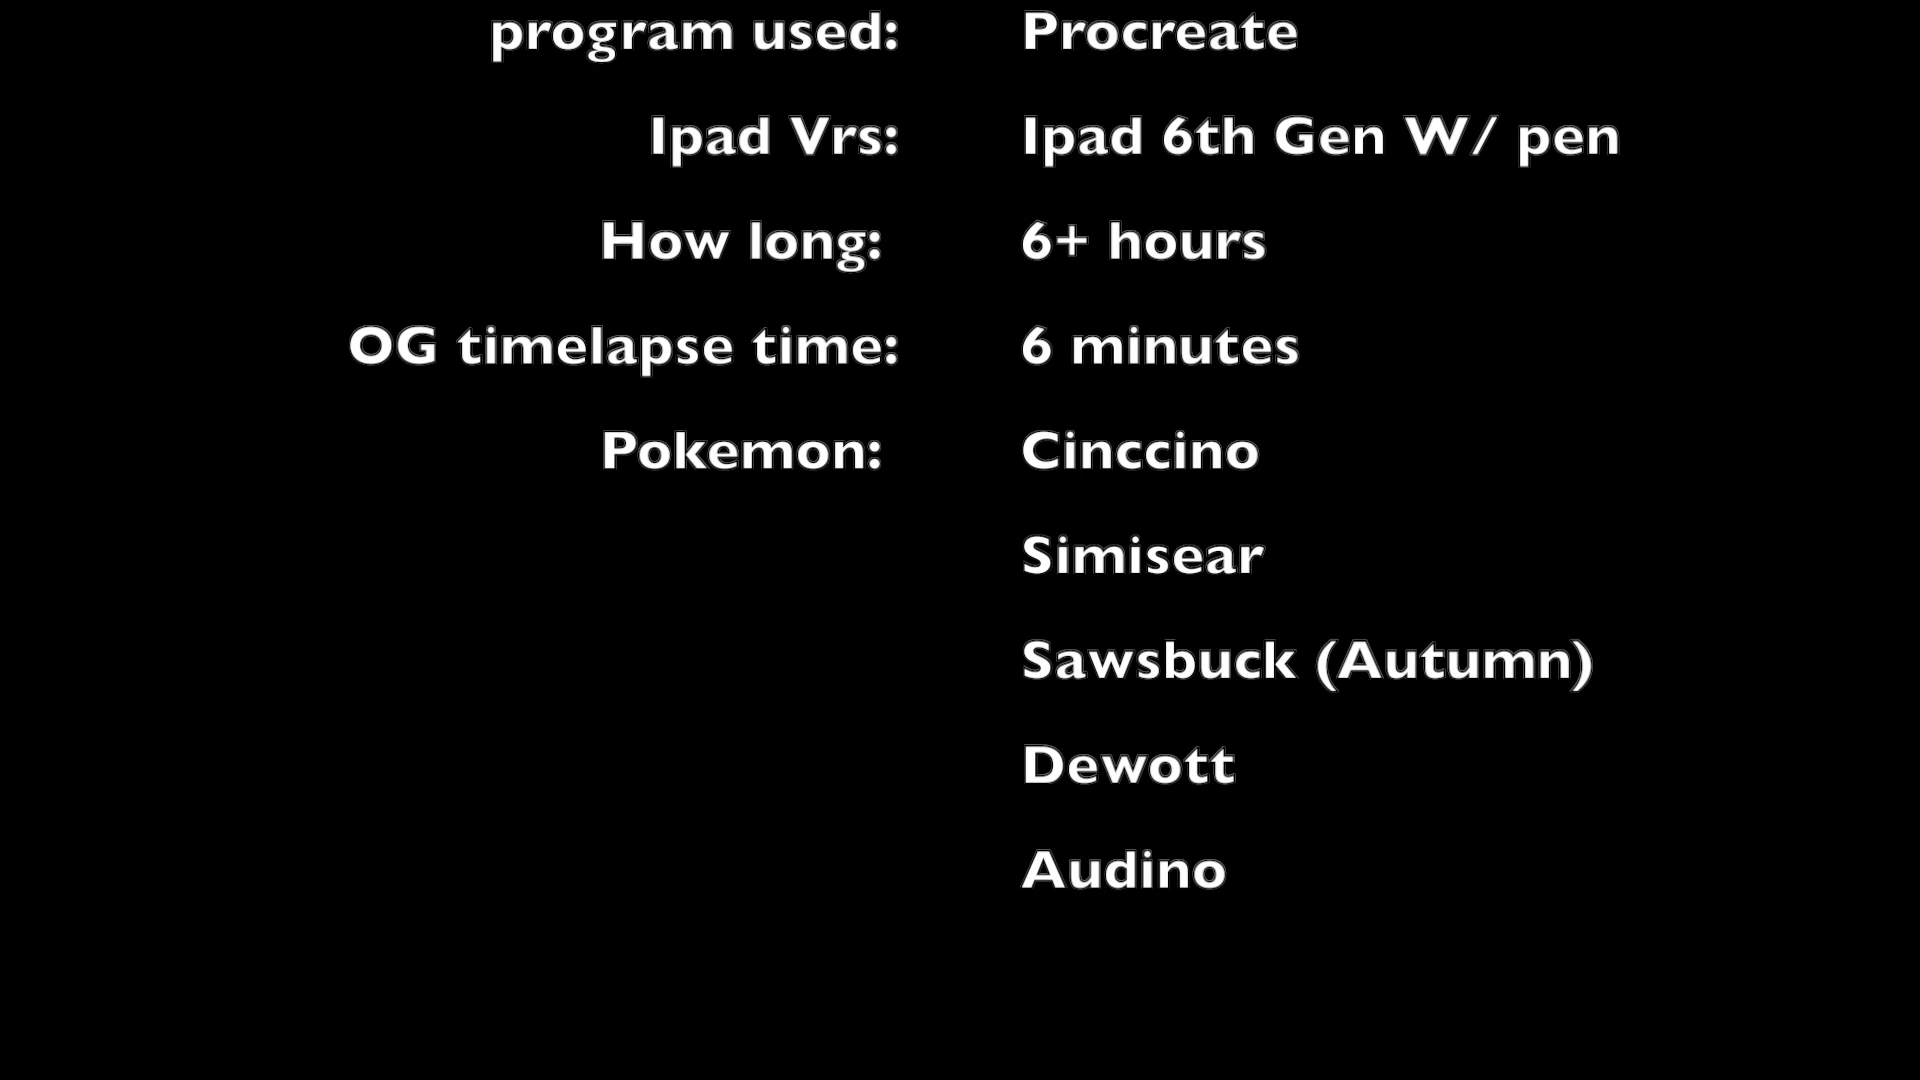 program used: Procreate
Ipad Vrs: Ipad 6th Gen W/ pen
How long: 6+ hours
OG timelapse time: 6 minutes
Pokemon: Cinccino
Simisear
Sawsbuck (Autumn)
Dewott
Audino